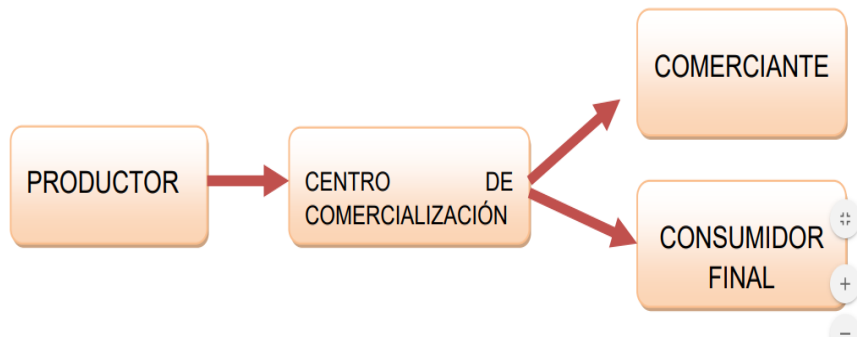 PRODUCTOR
CENTRO DE
COMERCIALIZACIÓN
COMERCIANTE
CONSUMIDOR
FINAL